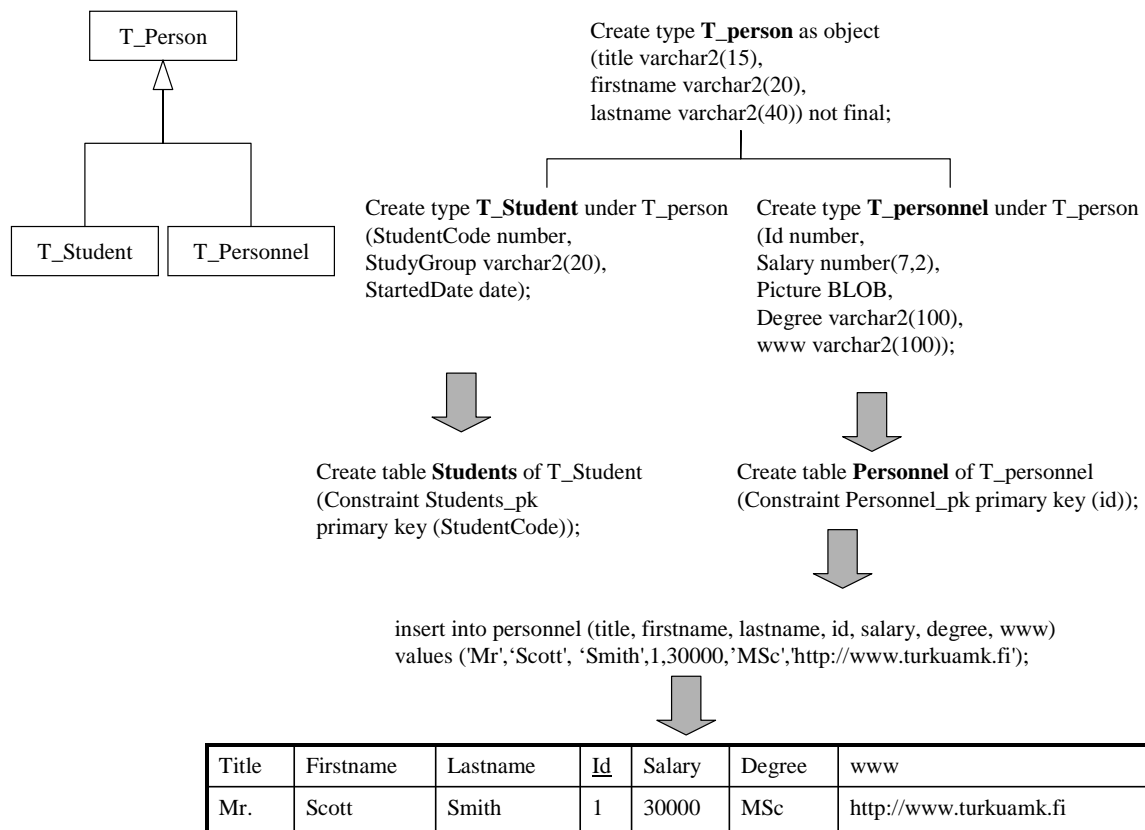 T_Person
T_Student
T_Personnel
Create type T_person as object
(title varchar2(15),
firstname varchar2(20),
lastname varchar2(40)) not final;
Create type T_Student under T_person
(StudentCode number,
StudyGroup varchar2(20),
StartedDate date);
Create type T_personnel under T_person
(Id number,
Salary number(7,2),
Picture BLOB,
Degree varchar2(100),
www varchar2(100));
Create table Students of T_Student
(Constraint Students_pk
primary key (StudentCode));
Create table Personnel of T_personnel
(Constraint Personnel_pk primary key (id));
insert into personnel (title, firstname, lastname, id, salary, degree, www)
values ('Mr',‘Scott', ‘Smith',1,30000,’MSc','http://www.turkuamk.fi');
Title Firstname Lastname Id Salary Degree www
Mr. Scott Smith 1 30000 MSc http://www.turkuamk.fi